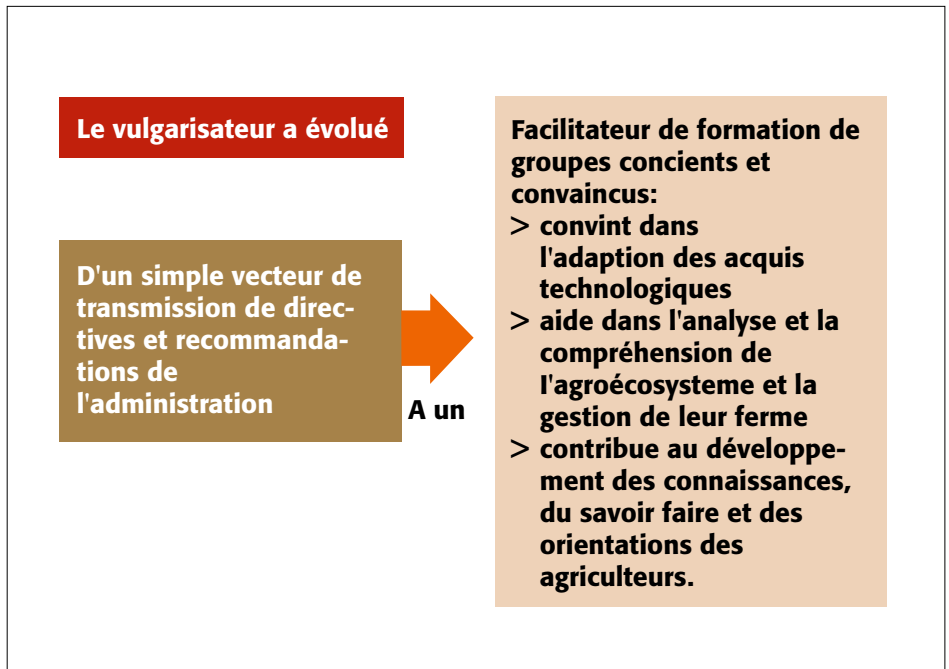 Le vulgarisateur a évolué
D'un simple vecteur de
transmission de direc-
tives et recommanda-
tions de
l'administration
A un
Facilitateur de formation de
groupes concients et
convaincus:
> convint dans
l'adaption des acquis
technologiques
> aide dans l'analyse et la
compréhension de
l'agroécosysteme et la
gestion de leur ferme
> contribue au développe-
ment des connaissances,
du savoir faire et des
orientations des
agriculteurs.